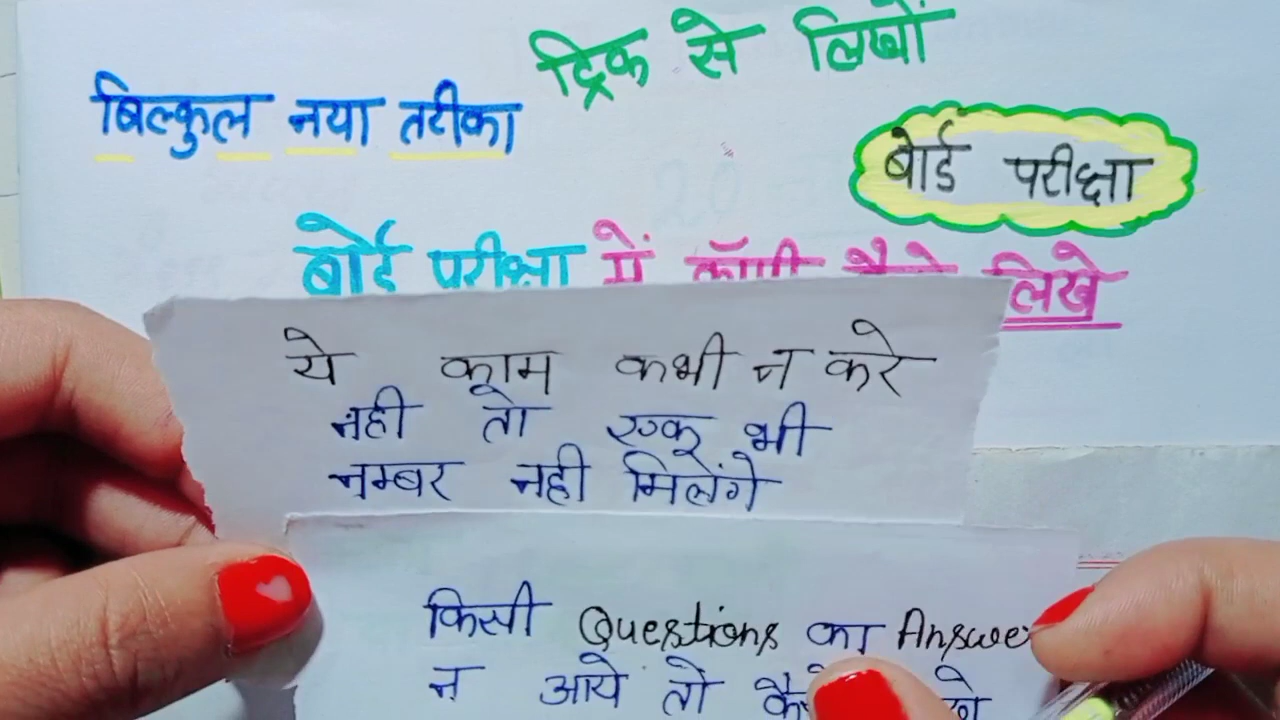 ट्रिक से लिखों
बिल्कुल नया तरीका
बोर्ड परीक्षा
बोर्ड परीक्षा में कॉपी कैसे लिखे
ये काम कभी न करे
नही तो एक भी
नम्बर नही मिलेंगे
किसी Questions का Answer
न आये तो